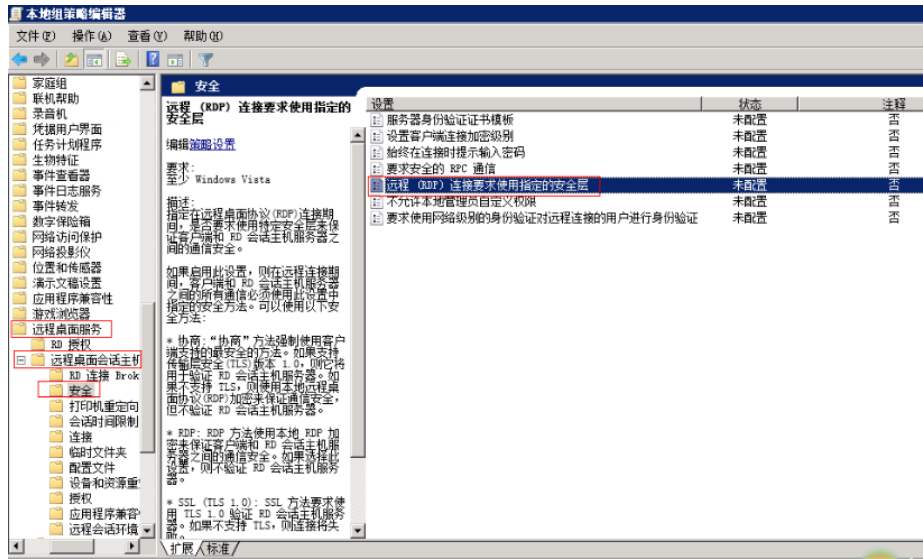 本地组策略编辑器
文件(F) 操作(A) 查看(V) 帮助(H)
家庭组
联机帮助
录音机
凭据用户界面
任务计划程序
生物特征
事件查看器
事件日志服务
事件转发
数字保险箱
网络访问保护
网络投影仪
位置和传感器
演示文稿设置
应用程序兼容性
游戏浏览器
远程桌面服务
RD 授权
远程桌面会话主机
RD 连接 Brok
安全
打印机重定向
会话时间限制
连接
临时文件夹
配置文件
设备和资源重
授权
应用程序兼容
远程会话环境
安全
远程 (RDP) 连接要求使用指定的
安全层
编辑策略设置
要求:
至少 Windows Vista
描述:
指定在远程桌面协议(RDP)连接期
间，是否要求使用特定安全层来保
证客户端和 RD 会话主机服务器之
间的通信安全。
如果启用此设置，则在远程连接期
间，客户端和 RD 会话主机服务器
之间的所有通信必须使用此设置中
指定的安全方法。可以使用以下安
全方法:
* 协商:“协商”方法强制使用客户
端支持的最安全的方法。如果支持
传输层安全(TLS)版本 1.0，则它将
用于验证 RD 会话主机服务器。如
果不支持 TLS，则使用本地远程桌
面协议(RDP)加密来保证通信安全，
但不验证 RD 会话主机服务器。
* RDP: RDP 方法使用本地 RDP 加
密来保证客户端和 RD 会话主机服
务器之间的通信安全。如果选择此
设置，则不验证 RD 会话主机服务
器。
* SSL (TLS 1.0): SSL 方法要求使
用 TLS 1.0 验证 RD 会话主机服务
器。如果不支持 TLS，则连接将失
败。
设置 状态 注释
服务器身份验证证书模板 未配置 否
设置客户端连接加密级别 未配置 否
始终在连接时提示输入密码 未配置 否
要求安全的 RPC 通信 未配置 否
远程 (RDP) 连接要求使用指定的安全层 未配置 否
不允许本地管理员自定义权限 未配置 否
要求使用网络级别的身份验证对远程连接的用户进行身份验证 未配置 否
扩展 标准